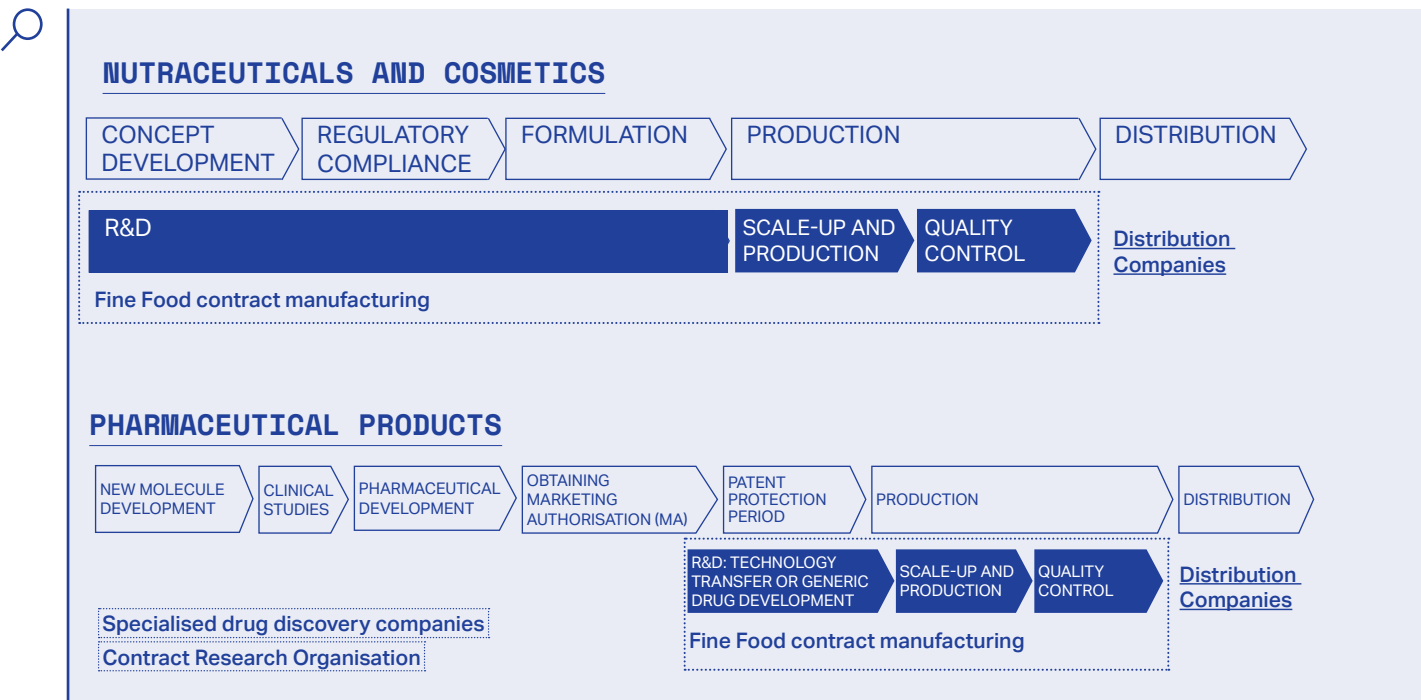 NUTRACEUTICALS AND COSMETICS
CONCEPT
DEVELOPMENT
REGULATORY
COMPLIANCE
FORMULATION
PRODUCTION
DISTRIBUTION
R&D
SCALE-UP AND
PRODUCTION
QUALITY
CONTROL
Distribution
Companies
Fine Food contract manufacturing
PHARMACEUTICAL PRODUCTS
NEW MOLECULE
DEVELOPMENT
CLINICAL
STUDIES
PHARMACEUTICAL
DEVELOPMENT
OBTAINING
MARKETING
AUTHORISATION (MA)
PATENT
PROTECTION
PERIOD
PRODUCTION
DISTRIBUTION
R&D: TECHNOLOGY
TRANSFER OR GENERIC
DRUG DEVELOPMENT
SCALE-UP AND
PRODUCTION
QUALITY
CONTROL
Distribution
Companies
Specialised drug discovery companies
Contract Research Organisation
Fine Food contract manufacturing